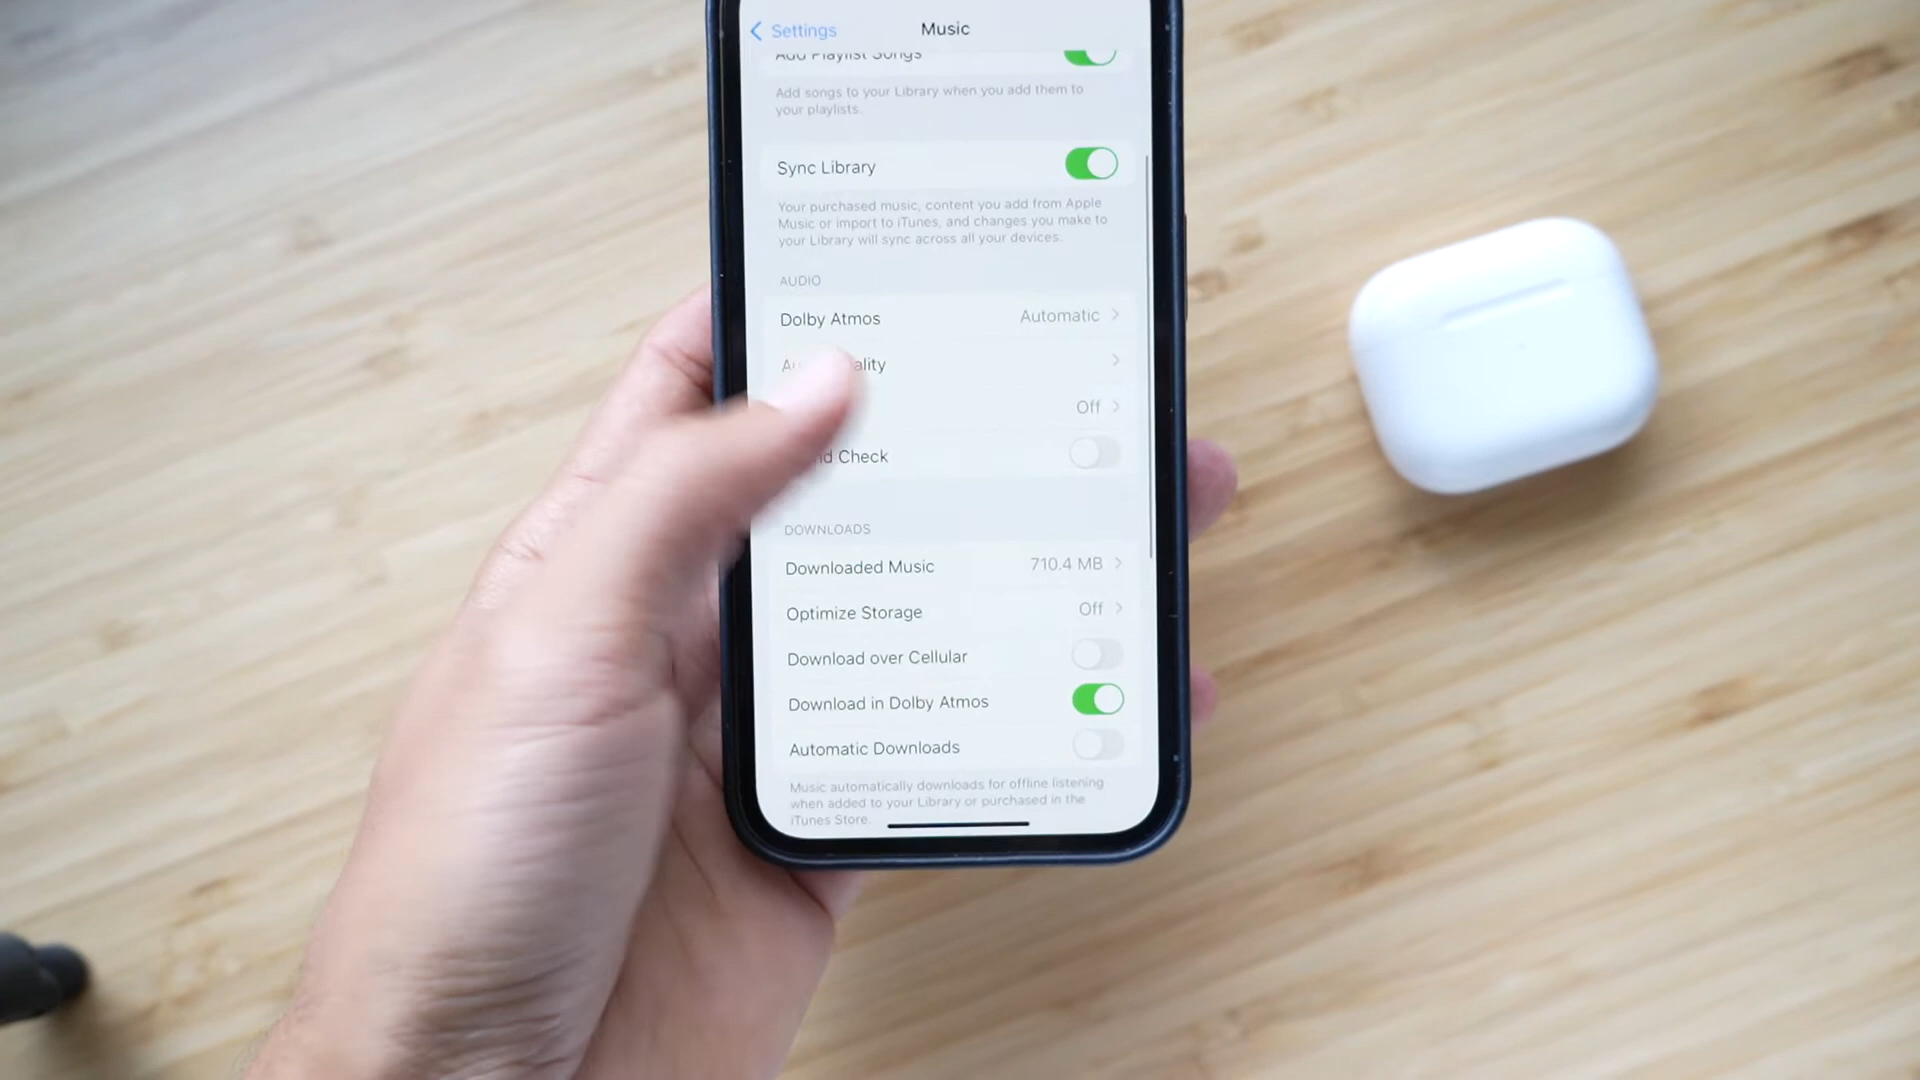 Settings
Music
Add Playlist Songs
Add songs to your Library when you add them to
your playlists.
Sync Library
Your purchased music, content you add from Apple
Music or import to iTunes, and changes you make to
your Library will sync across all your devices.
AUDIO
Dolby Atmos Automatic
Off
Check
DOWNLOADS
Downloaded Music 710.4 MB
Optimize Storage Off
Download over Cellular
Download in Dolby Atmos
Automatic Downloads
Music automatically downloads for offline listening
when added to your Library or purchased in the
iTunes Store.